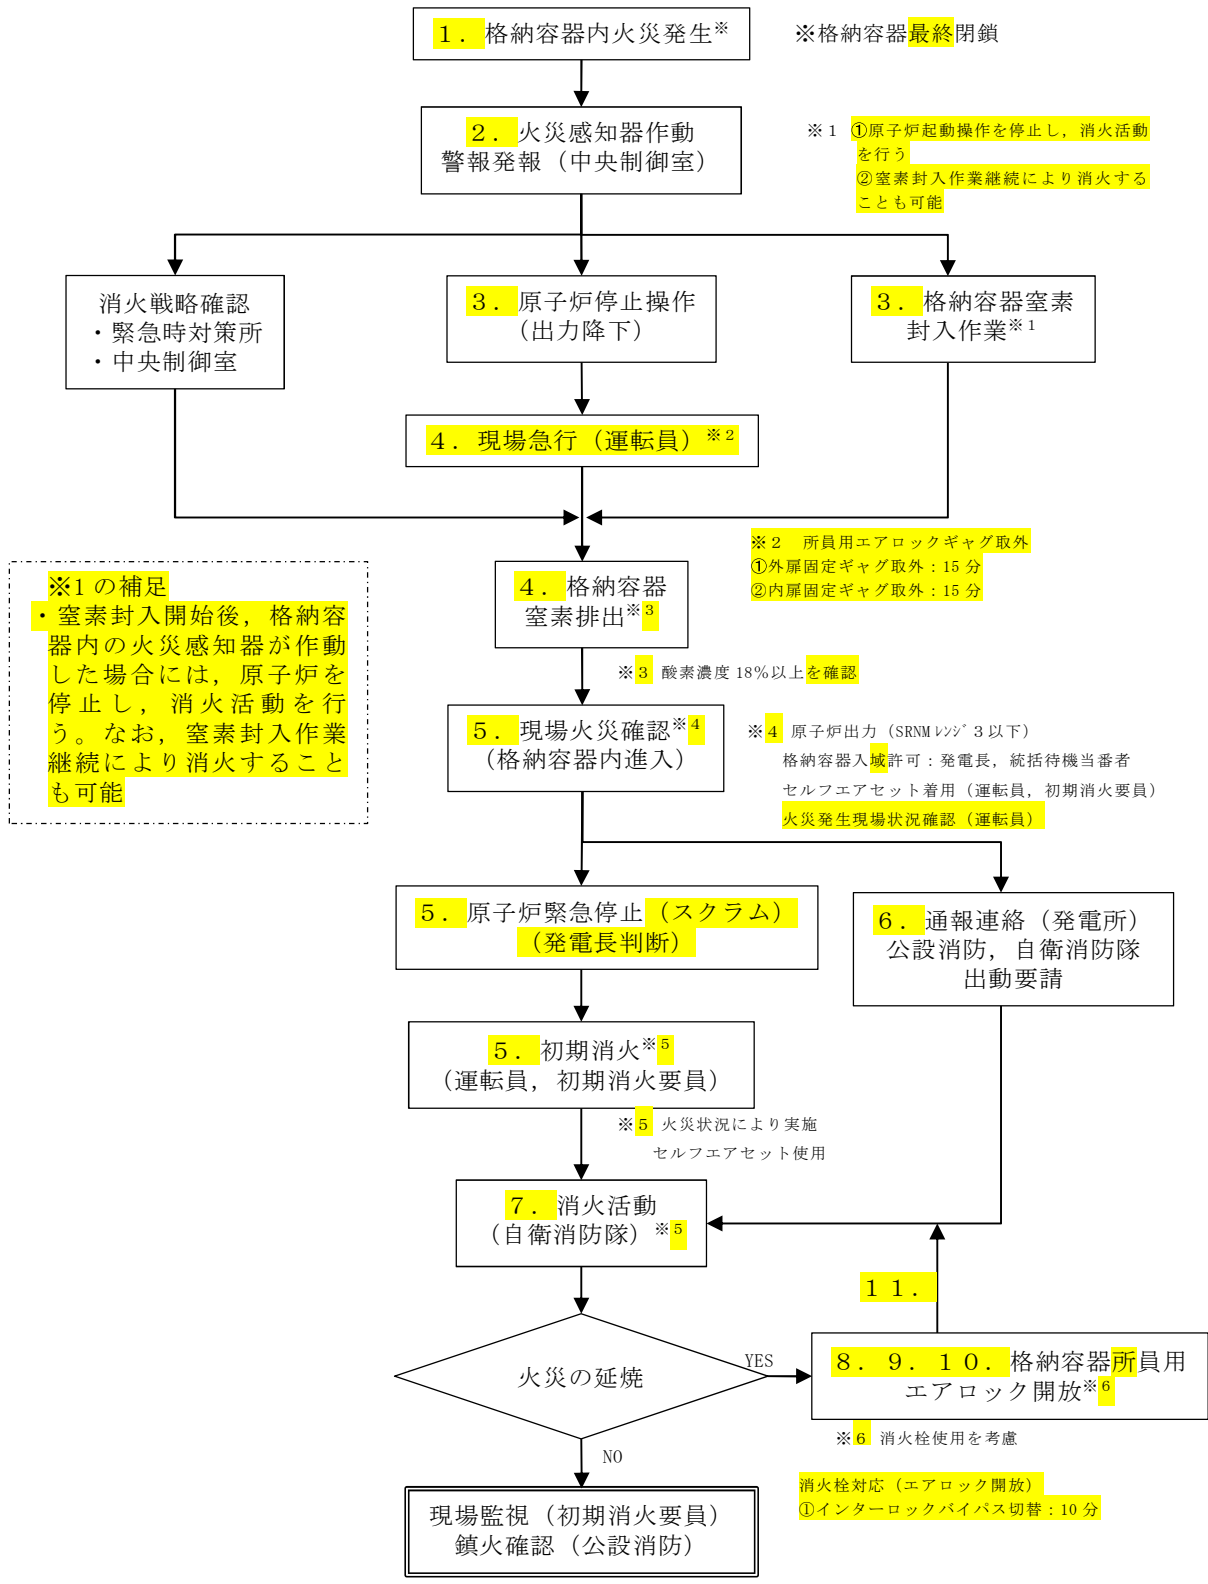 １．格納容器内火災発生※
※格納容器最終閉鎖
２．火災感知器作動
警報発報（中央制御室）
※１ ①原子炉起動操作を停止し，消火活動
を行う
②窒素封入作業継続により消火する
ことも可能
消火戦略確認
・緊急時対策所
・中央制御室
３．原子炉停止操作
（出力降下）
３．格納容器窒素
封入作業※１
４．現場急行（運転員）※２
※２　所員用エアロックギャグ取外
①外扉固定ギャグ取外：15 分
②内扉固定ギャグ取外：15 分
※1 の補足
・窒素封入開始後，格納容
器内の火災感知器が作動
した場合には，原子炉を
停止し，消火活動を行
う。なお，窒素封入作業
継続により消火すること
も可能
４．格納容器
窒素排出※３
※３ 酸素濃度 18％以上を確認
５．現場火災確認※４
（格納容器内進入）
※４ 原子炉出力（SRNM ﾚﾝｼﾞ ３以下）
格納容器入域許可：発電長，統括待機当番者
セルフエアセット着用（運転員，初期消火要員）
火災発生現場状況確認（運転員）
５．原子炉緊急停止（スクラム）
（発電長判断）
６．通報連絡（発電所）
公設消防，自衛消防隊
出動要請
５．初期消火※５
（運転員，初期消火要員）
※５ 火災状況により実施
セルフエアセット使用
７．消火活動
（自衛消防隊）※５
１１．
火災の延焼
YES
８．９．１０．格納容器所員用
エアロック開放※６
※６ 消火栓使用を考慮
NO
消火栓対応（エアロック開放）
①インターロックバイパス切替：10 分
現場監視（初期消火要員）
鎮火確認（公設消防）